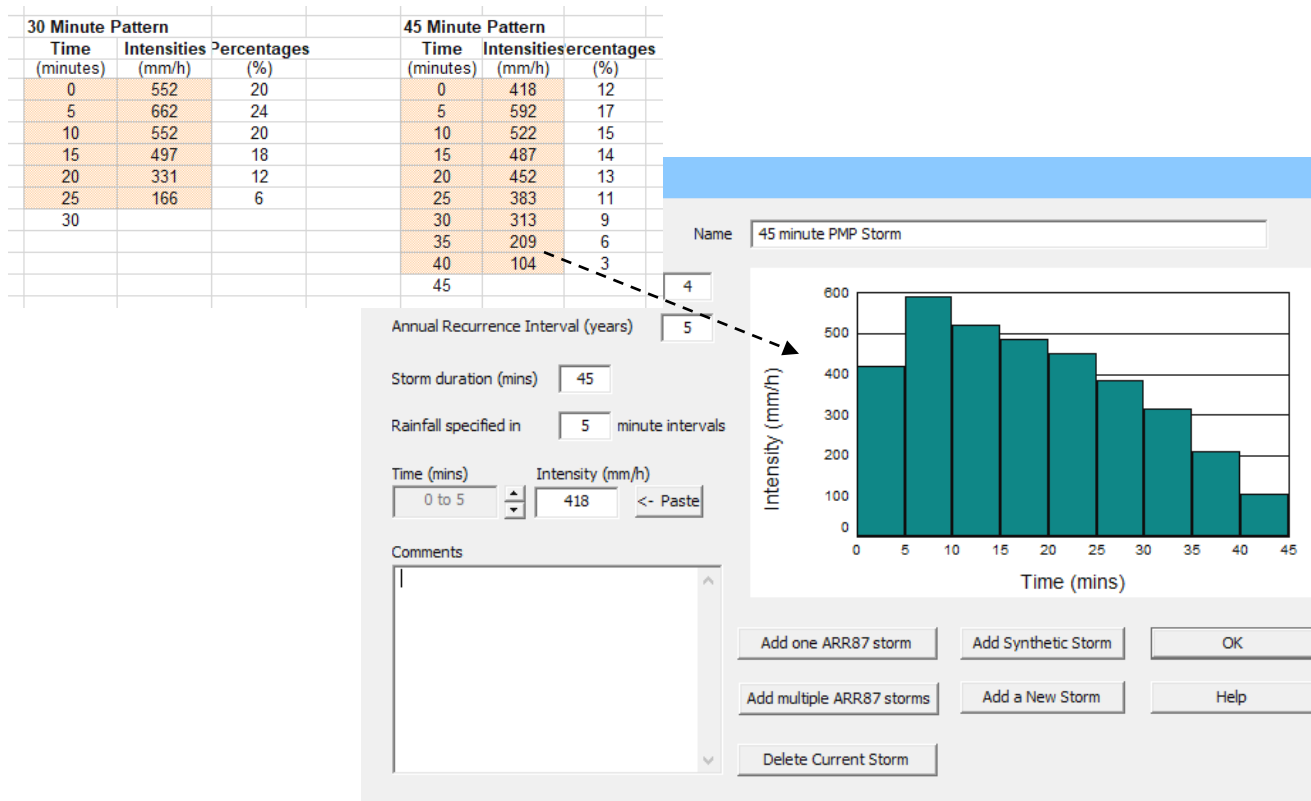 30 Minute Pattern
Time Intensities Percentages
(minutes) (mm/h) (%)
0 552 20
5 662 24
10 552 20
15 497 18
20 331 12
25 166 6
30
45 Minute Pattern
Time Intensities ercentages
(minutes) (mm/h) (%)
0 418 12
5 592 17
10 522 15
15 487 14
20 452 13
25 383 11
30 313 9
35 209 6
40 104 3
45
Name 45 minute PMP Storm
4
Annual Recurrence Interval (years) 5
Storm duration (mins) 45
Rainfall specified in 5 minute intervals
Time (mins) Intensity (mm/h)
0 to 5 418 <- Paste
Comments
600
500
400
300
200
100
0
Intensity (mm/h)
0 5 10 15 20 25 30 35 40 45
Time (mins)
Add one ARR87 storm Add Synthetic Storm OK
Add multiple ARR87 storms Add a New Storm Help
Delete Current Storm